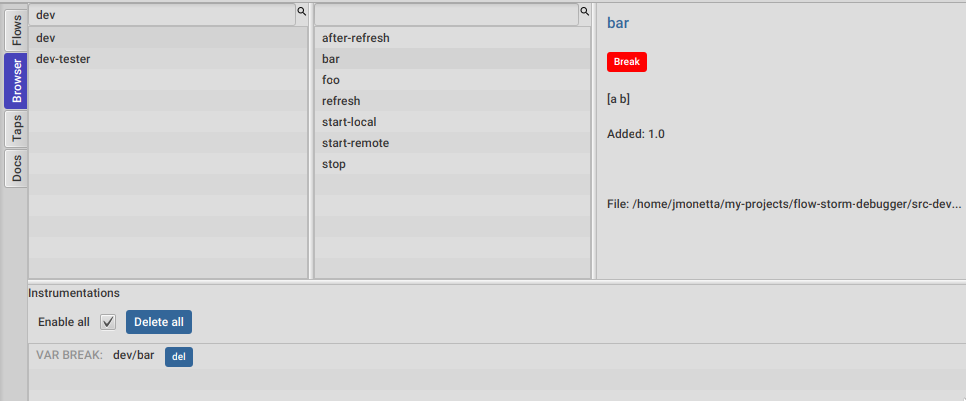 Flows
Browser
Taps
Docs
dev
dev
dev-tester
after-refresh
bar
foo
refresh
start-local
start-remote
stop
bar
Break
[a b]
Added: 1.0
File: /home/jmonetta/my-projects/flow-storm-debugger/src-dev...
Instrumentations
Enable all
Delete all
VAR BREAK: dev/bar del